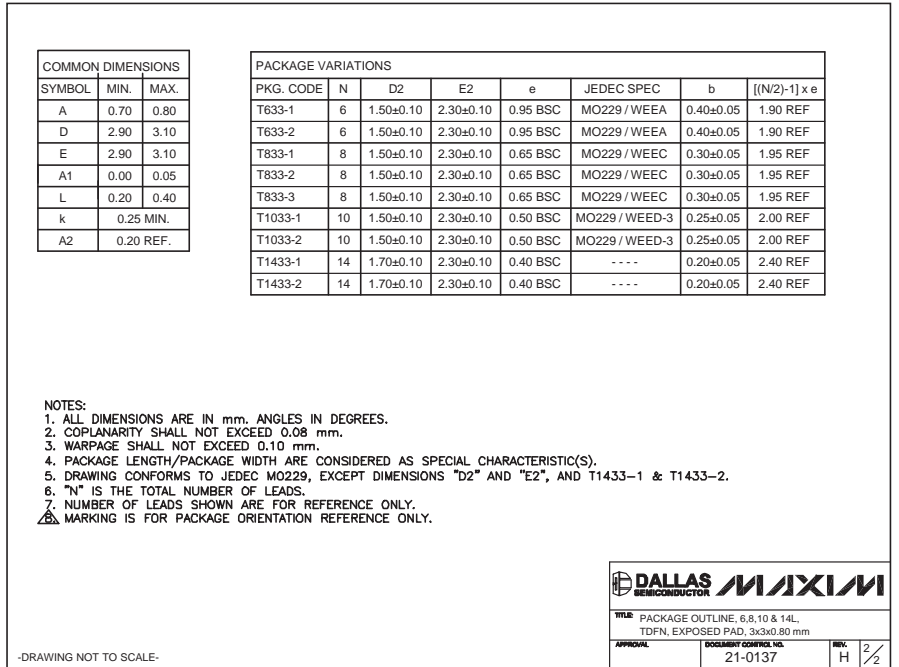 COMMON DIMENSIONS
SYMBOL MIN. MAX.
A 0.70 0.80
D 2.90 3.10
E 2.90 3.10
A1 0.00 0.05
L 0.20 0.40
k 0.25 MIN.
A2 0.20 REF.
PACKAGE VARIATIONS
PKG. CODE N D2 E2 e JEDEC SPEC b [(N/2)-1] x e
T633-1 6 1.50±0.10 2.30±0.10 0.95 BSC MO229 / WEEA 0.40±0.05 1.90 REF
T633-2 6 1.50±0.10 2.30±0.10 0.95 BSC MO229 / WEEA 0.40±0.05 1.90 REF
T833-1 8 1.50±0.10 2.30±0.10 0.65 BSC MO229 / WEEC 0.30±0.05 1.95 REF
T833-2 8 1.50±0.10 2.30±0.10 0.65 BSC MO229 / WEEC 0.30±0.05 1.95 REF
T833-3 8 1.50±0.10 2.30±0.10 0.65 BSC MO229 / WEEC 0.30±0.05 1.95 REF
T1033-1 10 1.50±0.10 2.30±0.10 0.50 BSC MO229 / WEED-3 0.25±0.05 2.00 REF
T1033-2 10 1.50±0.10 2.30±0.10 0.50 BSC MO229 / WEED-3 0.25±0.05 2.00 REF
T1433-1 14 1.70±0.10 2.30±0.10 0.40 BSC - - - - 0.20±0.05 2.40 REF
T1433-2 14 1.70±0.10 2.30±0.10 0.40 BSC - - - - 0.20±0.05 2.40 REF
NOTES:
1. ALL DIMENSIONS ARE IN mm. ANGLES IN DEGREES.
2. COPLANARITY SHALL NOT EXCEED 0.08 mm.
3. WARPAGE SHALL NOT EXCEED 0.10 mm.
4. PACKAGE LENGTH/PACKAGE WIDTH ARE CONSIDERED AS SPECIAL CHARACTERISTIC(S).
5. DRAWING CONFORMS TO JEDEC MO229, EXCEPT DIMENSIONS "D2" AND "E2", AND T1433-1 & T1433-2.
6. "N" IS THE TOTAL NUMBER OF LEADS.
7. NUMBER OF LEADS SHOWN ARE FOR REFERENCE ONLY.
8. MARKING IS FOR PACKAGE ORIENTATION REFERENCE ONLY.
DALLAS SEMICONDUCTOR MAXIM
TITLE: PACKAGE OUTLINE, 6,8,10 & 14L,
TDFN, EXPOSED PAD, 3x3x0.80 mm
APPROVAL DOCUMENT CONTROL NO. REV.
21-0137 H 2/2
-DRAWING NOT TO SCALE-